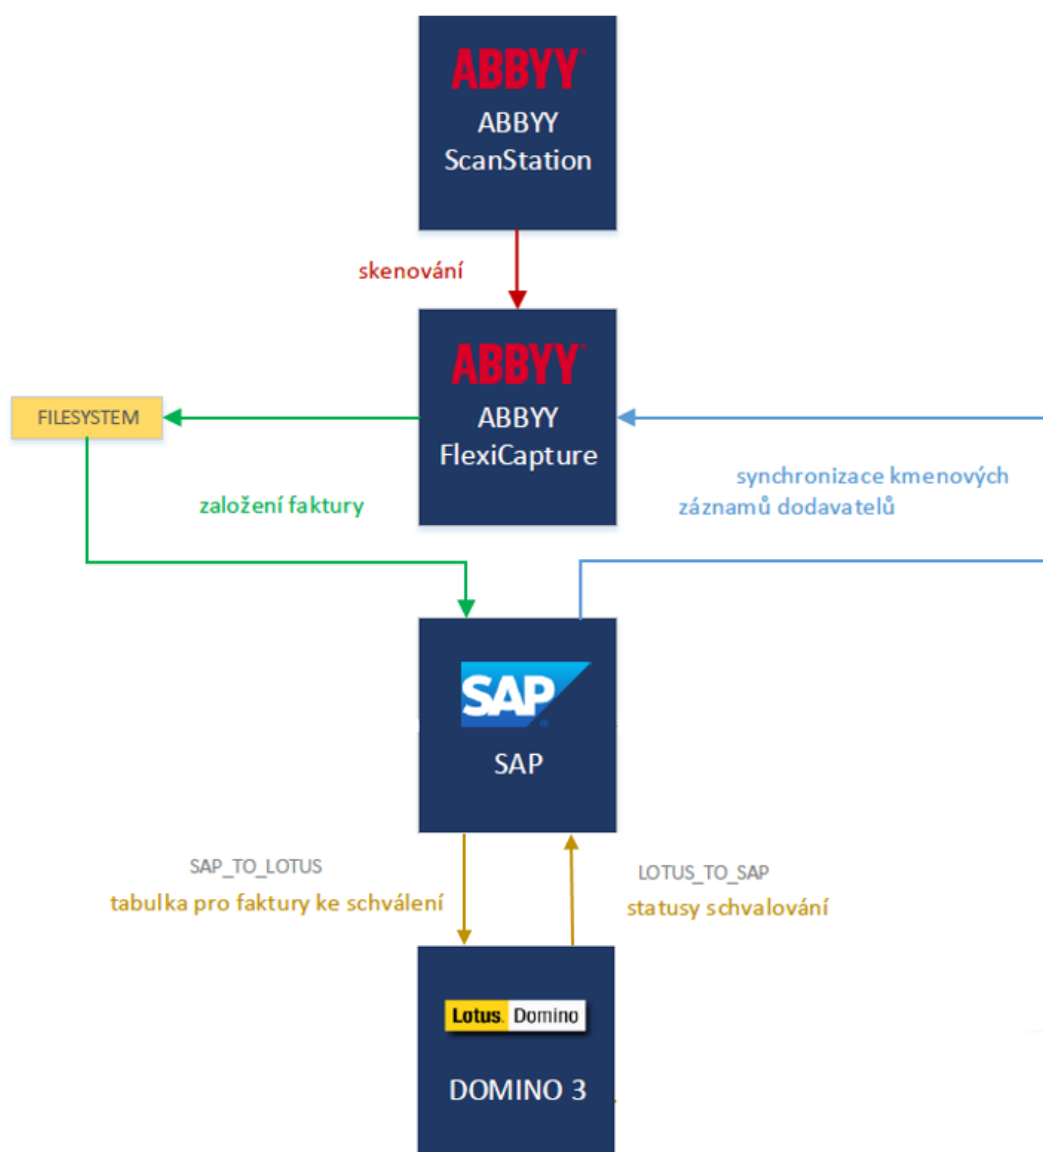 ABBYY
ABBYY
ScanStation
skenování
ABBYY
ABBYY
FlexiCapture
FILESYSTEM
založení faktury
synchronizace kmenových
záznamů dodavatelů
SAP
SAP
SAP_TO_LOTUS
tabulka pro faktury ke schválení
LOTUS_TO_SAP
statusy schvalování
Lotus. Domino
DOMINO 3